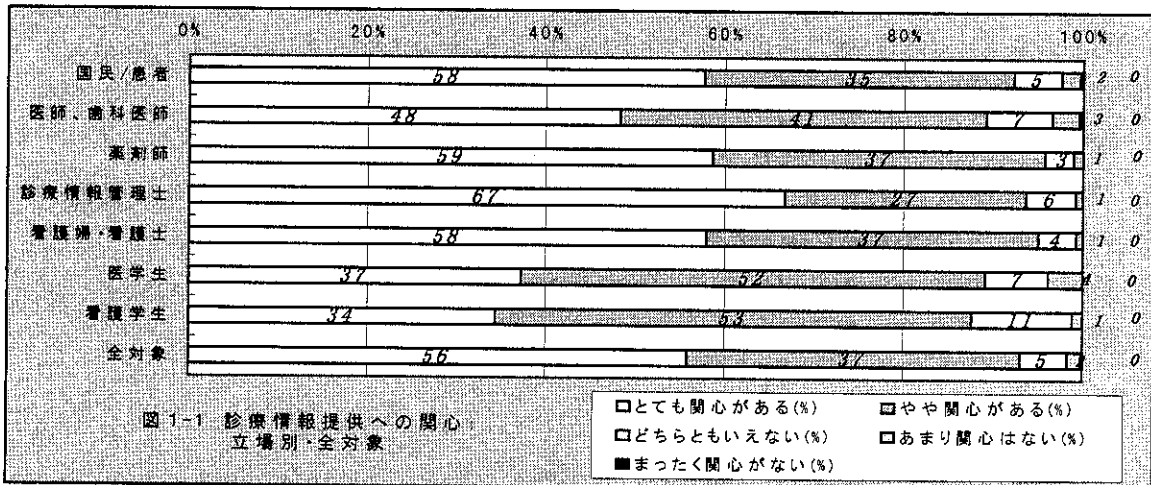 0% 20% 40% 60% 80% 100%
国民/患者 58 35 5 2 0
医師、歯科医師 48 41 7 3 0
薬剤師 59 37 3 1 0
診療情報管理士 67 27 6 1 0
看護婦・看護士 58 37 4 1 0
医学生 37 52 7 4 0
看護学生 34 53 11 1 0
全対象 56 37 5 0
図1-1 診療情報提供への関心
立場別・全対象
とても関心がある(%) やや関心がある(%)
どちらともいえない(%) あまり関心はない(%)
まったく関心がない(%)